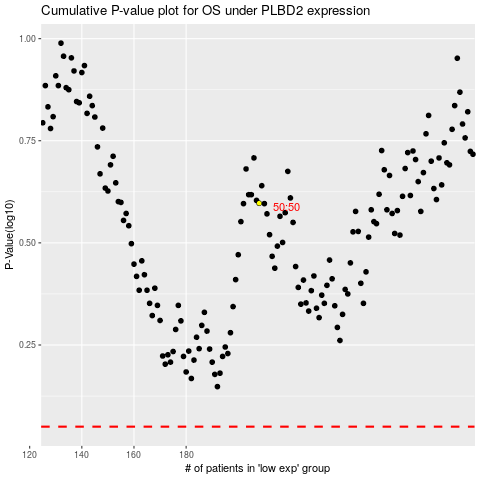 Cumulative P-value plot for OS under PLBD2 expression
P-Value(log10)
1.00
0.75
0.50
0.25
50:50
120 140 160 180
# of patients in 'low exp' group